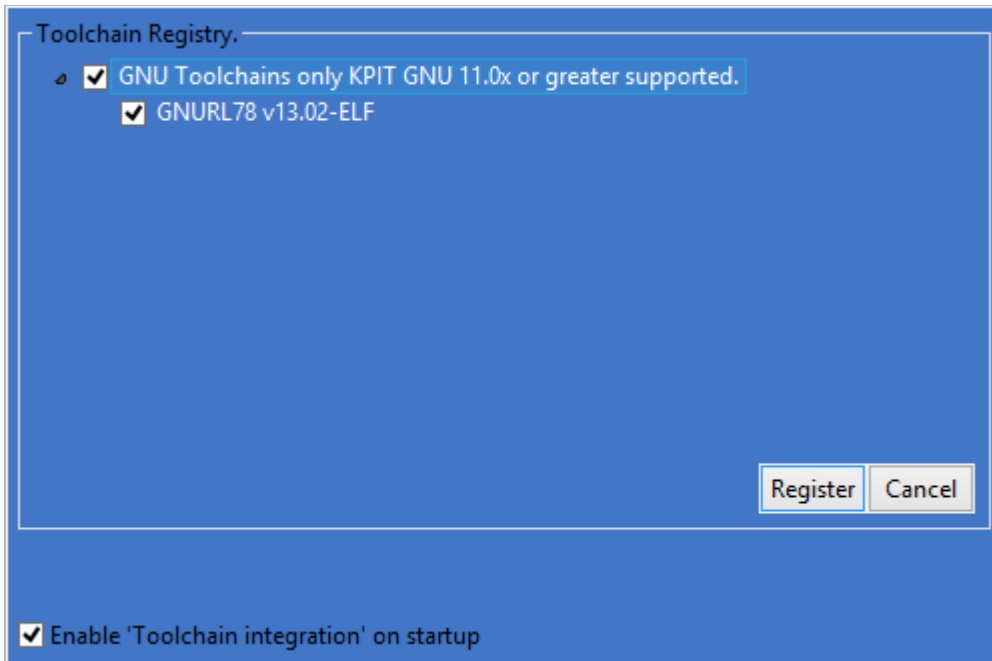 Toolchain Registry.
GNU Toolchains only KPIT GNU 11.0x or greater supported.
GNURL78 v13.02-ELF
Register Cancel
Enable 'Toolchain integration' on startup